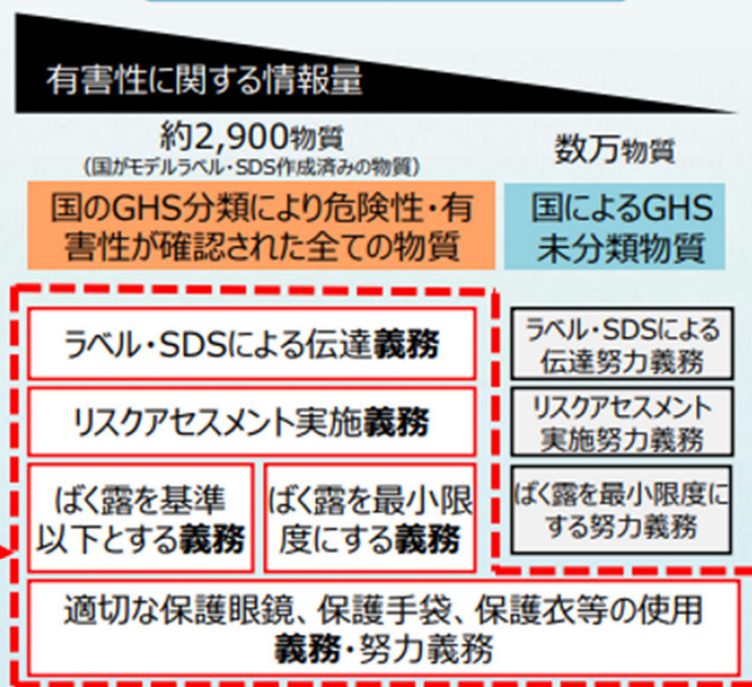 有害性に関する情報量
約2,900物質
(国がモデルラベル・SDS作成済みの物質)
数万物質
国のGHS分類により危険性・有
害性が確認された全ての物質
国によるGHS
未分類物質
ラベル・SDSによる伝達義務
ラベル・SDSによる
伝達努力義務
リスクアセスメント実施義務
リスクアセスメント
実施努力義務
ばく露を基準
以下とする義務
ばく露を最小限
度にする義務
ばく露を最小限度に
する努力義務
適切な保護眼鏡、保護手袋、保護衣等の使用
義務・努力義務